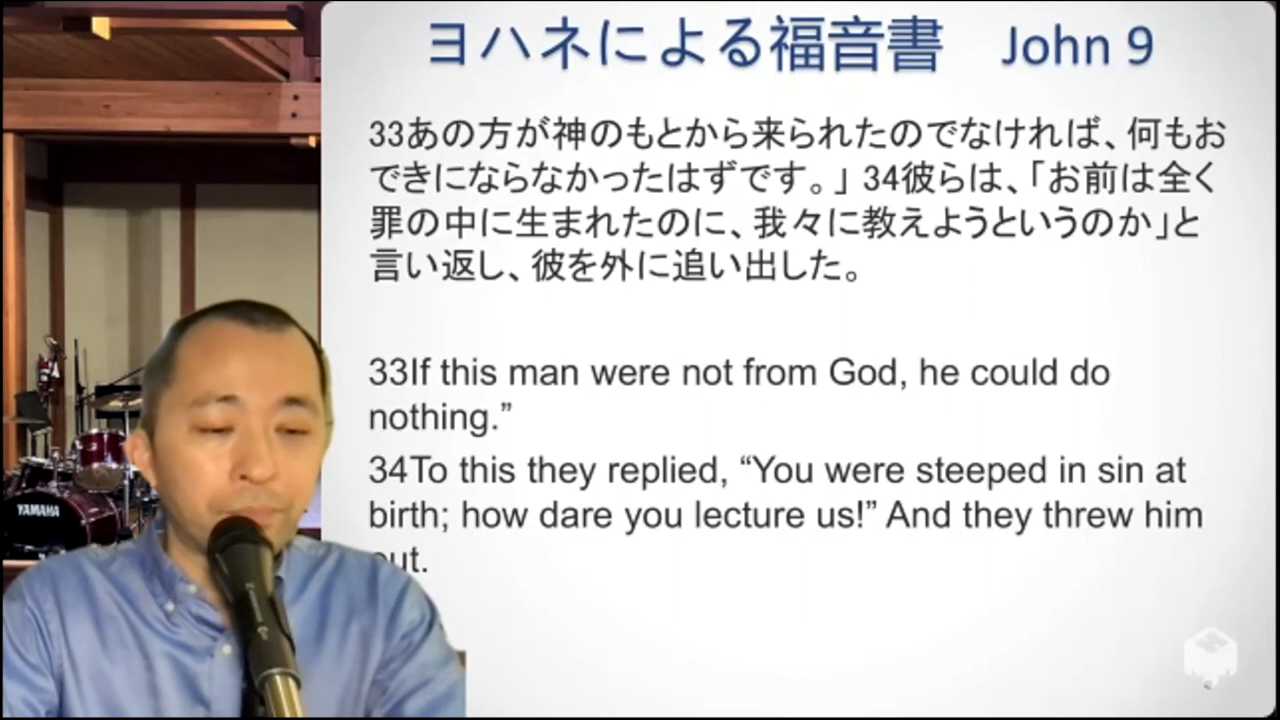 ヨハネによる福音書　John 9
33あの方が神のもとから来られたのでなければ、何もお
できにならなかったはずです。」 34彼らは、「お前は全く
罪の中に生まれたのに、我々に教えようというのか」と
言い返し、彼を外に追い出した。
33If this man were not from God, he could do
nothing.”
34To this they replied, “You were steeped in sin at
birth; how dare you lecture us!” And they threw him
out.
YAMAHA